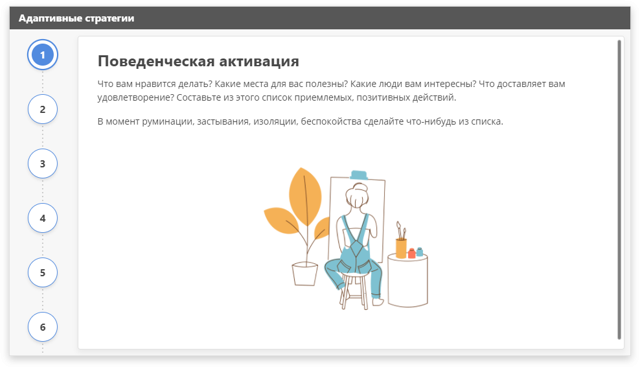 Адаптивные стратегии
1
2
3
4
5
6
Поведенческая активация
Что вам нравится делать? Какие места для вас полезны? Какие люди вам интересны? Что доставляет вам
удовлетворение? Составьте из этого список приемлемых, позитивных действий.
В момент руминации, застывания, изоляции, беспокойства сделайте что-нибудь из списка.